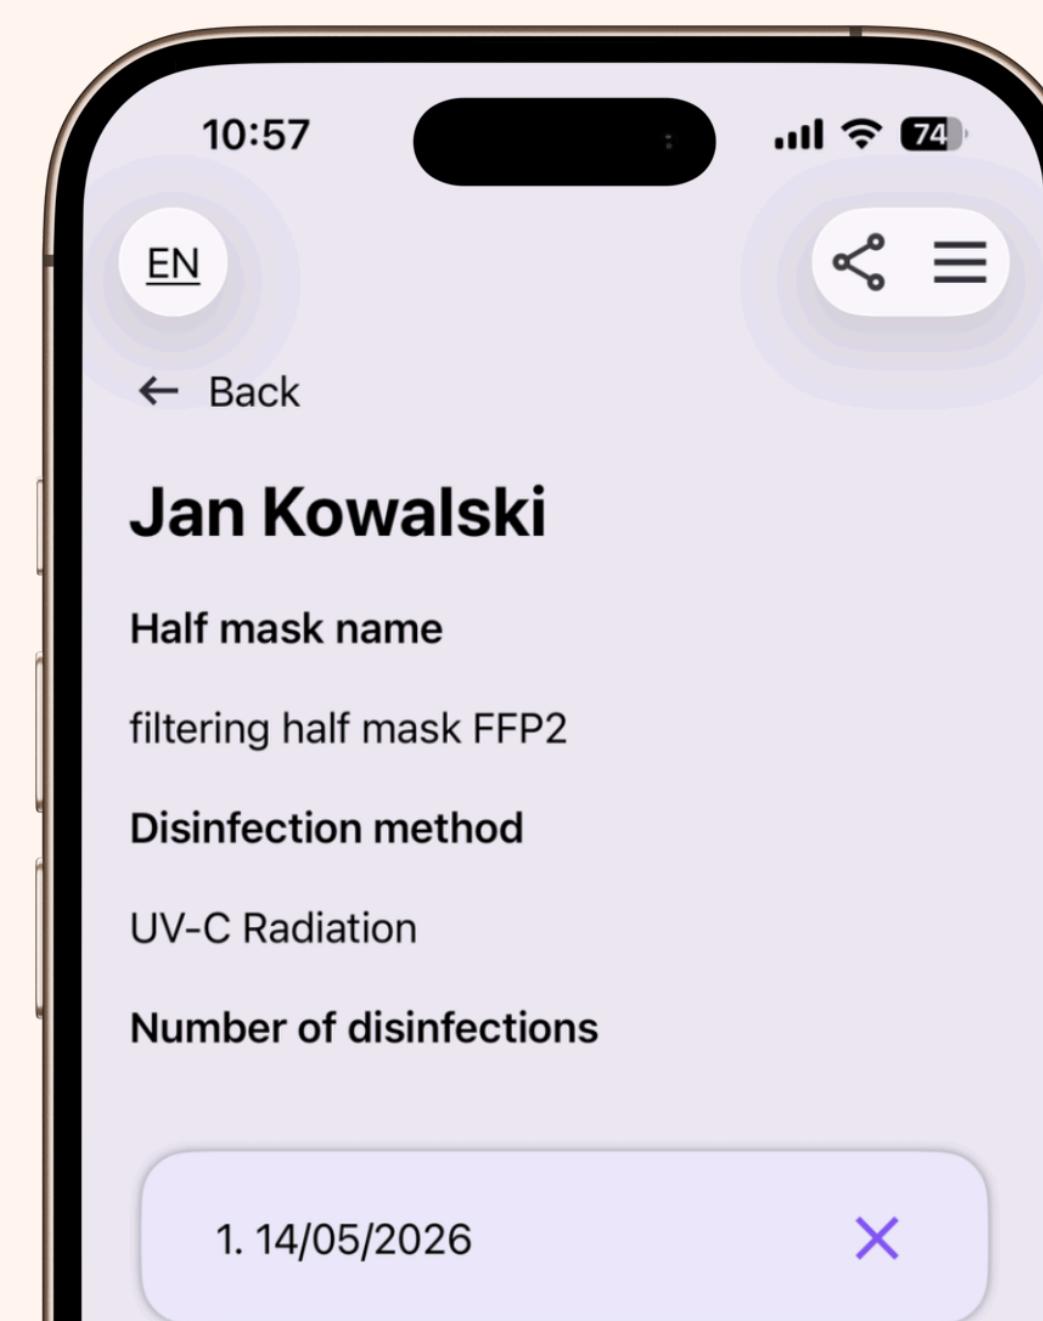 10:57
74
EN
Back
Jan Kowalski
Half mask name
filtering half mask FFP2
Disinfection method
UV-C Radiation
Number of disinfections
1. 14/05/2026